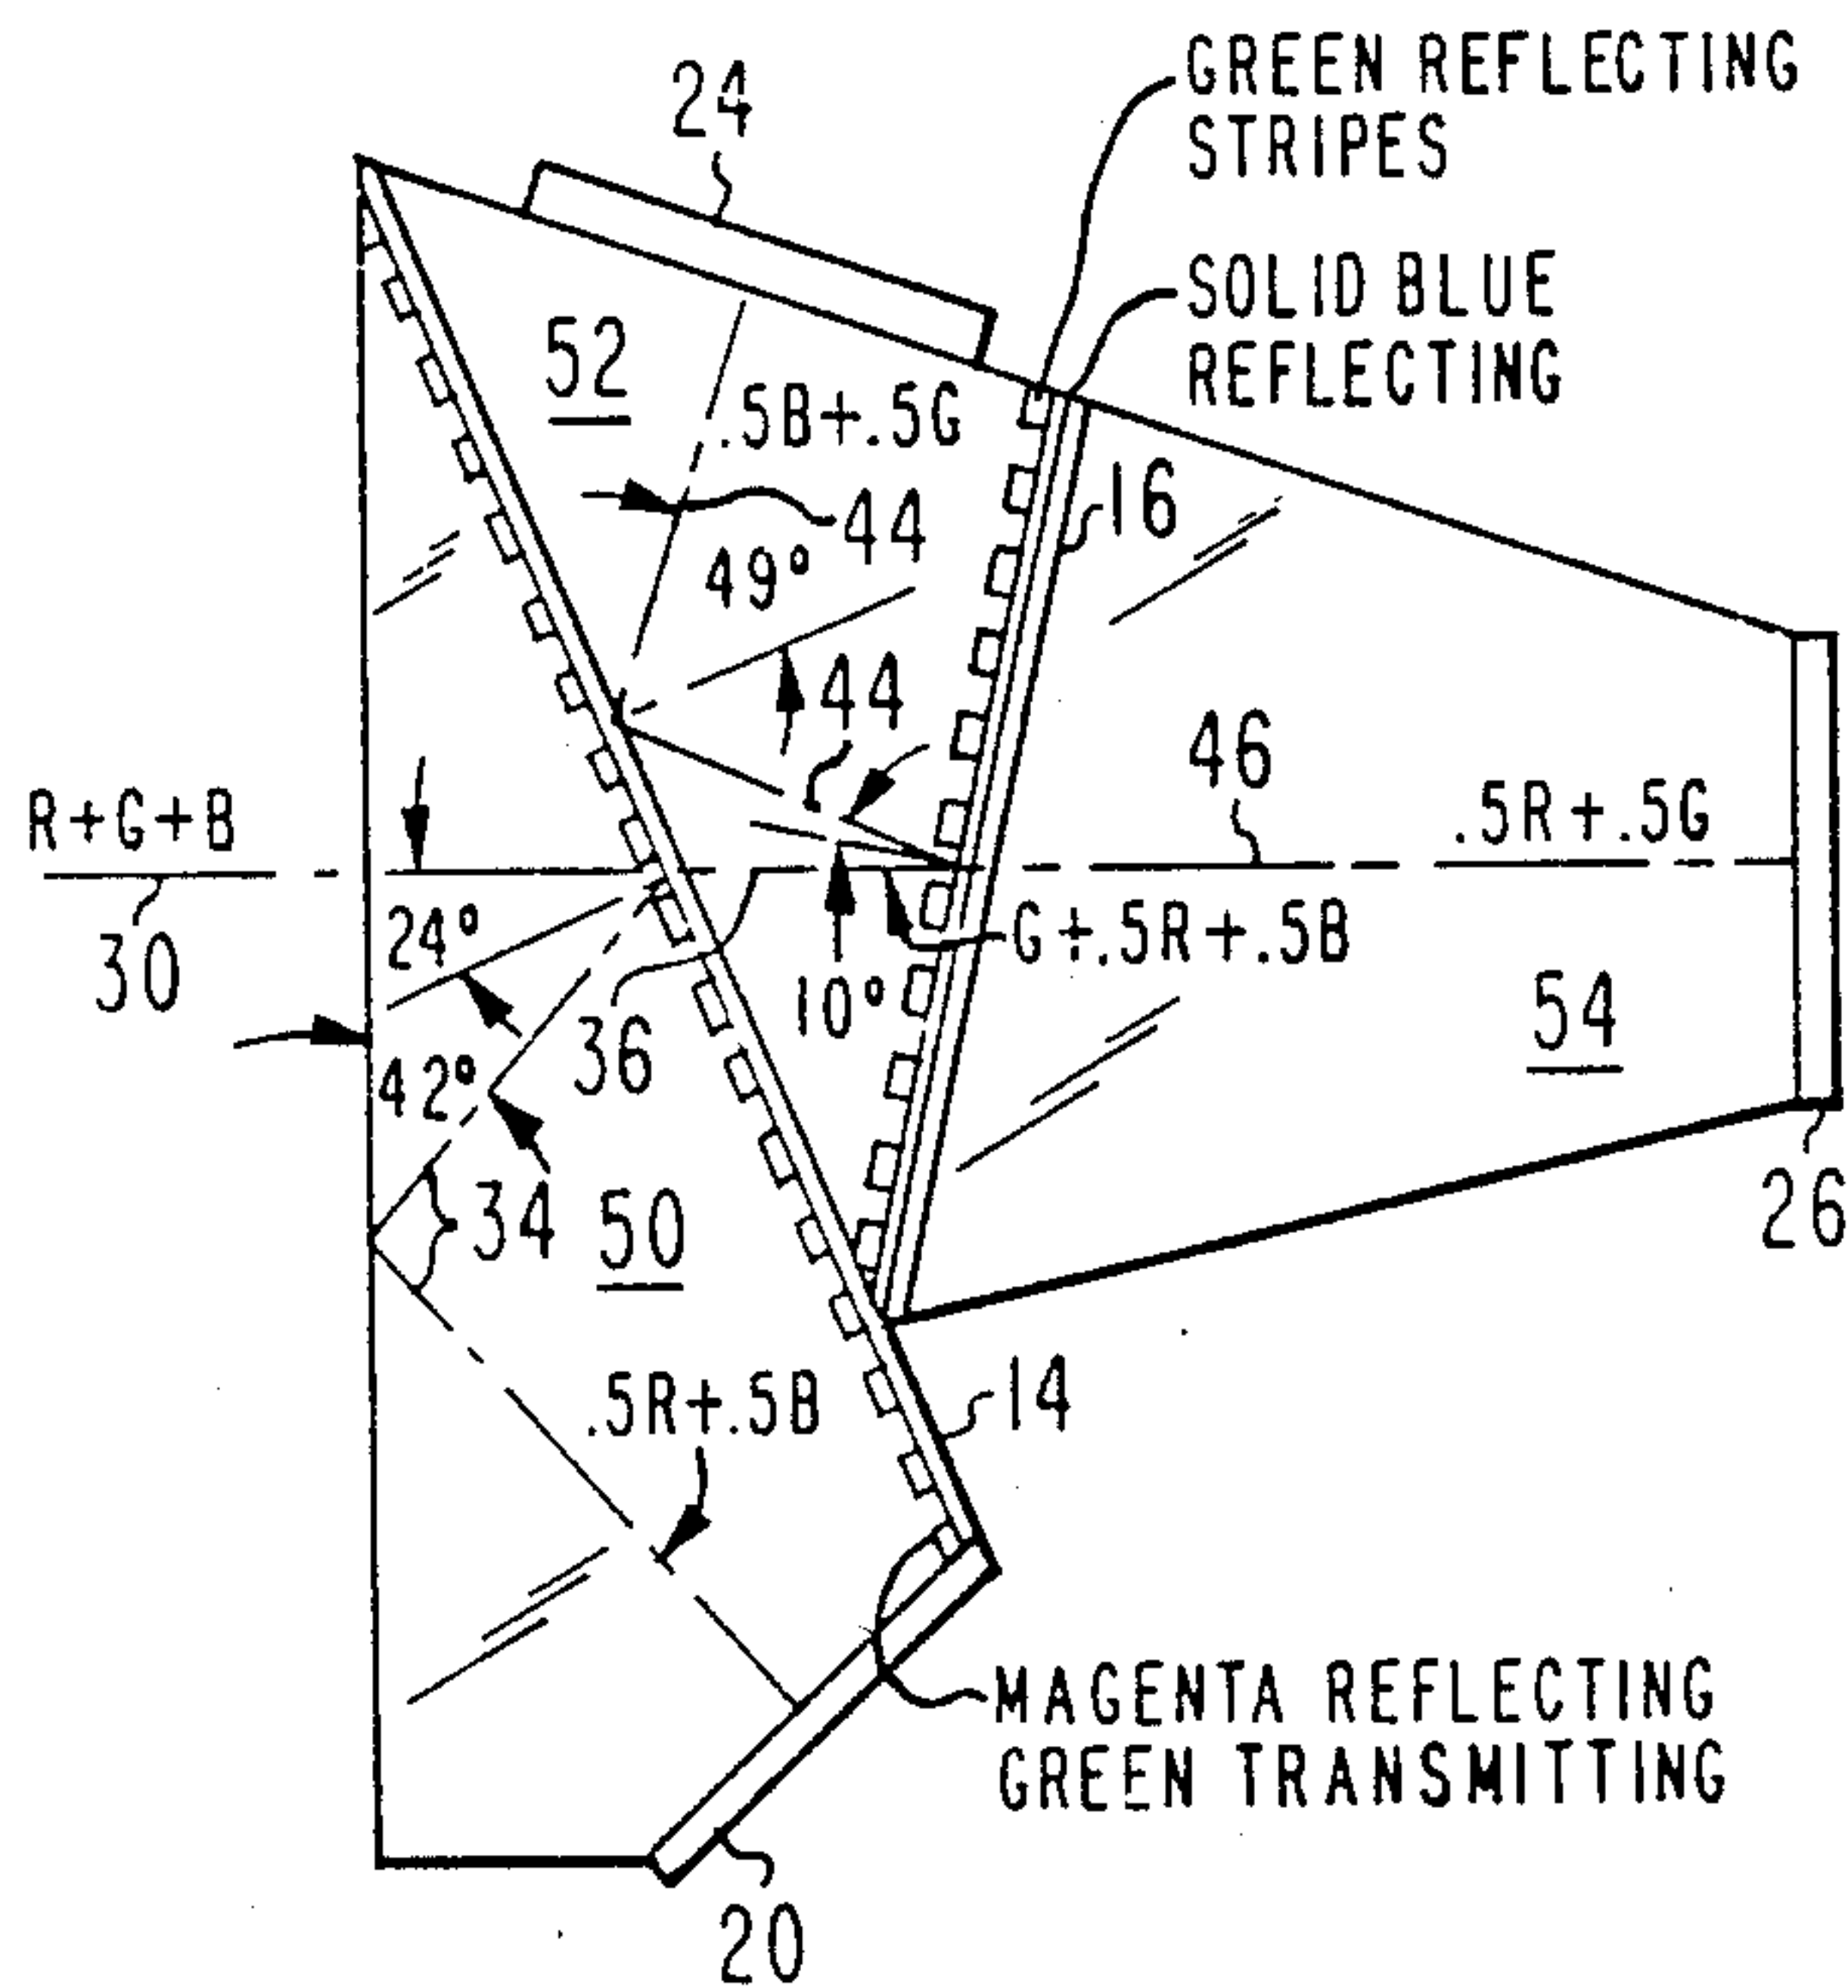 24
GREEN REFLECTING
STRIPES
SOLID BLUE
REFLECTING
52
.5B+.5G
44
16
49°
44
46
R+G+B
.5R+.5G
30
24°
G+.5R+.5B
10°
36
54
42°
34
50
26
.5R+.5B
14
MAGENTA REFLECTING
GREEN TRANSMITTING
20